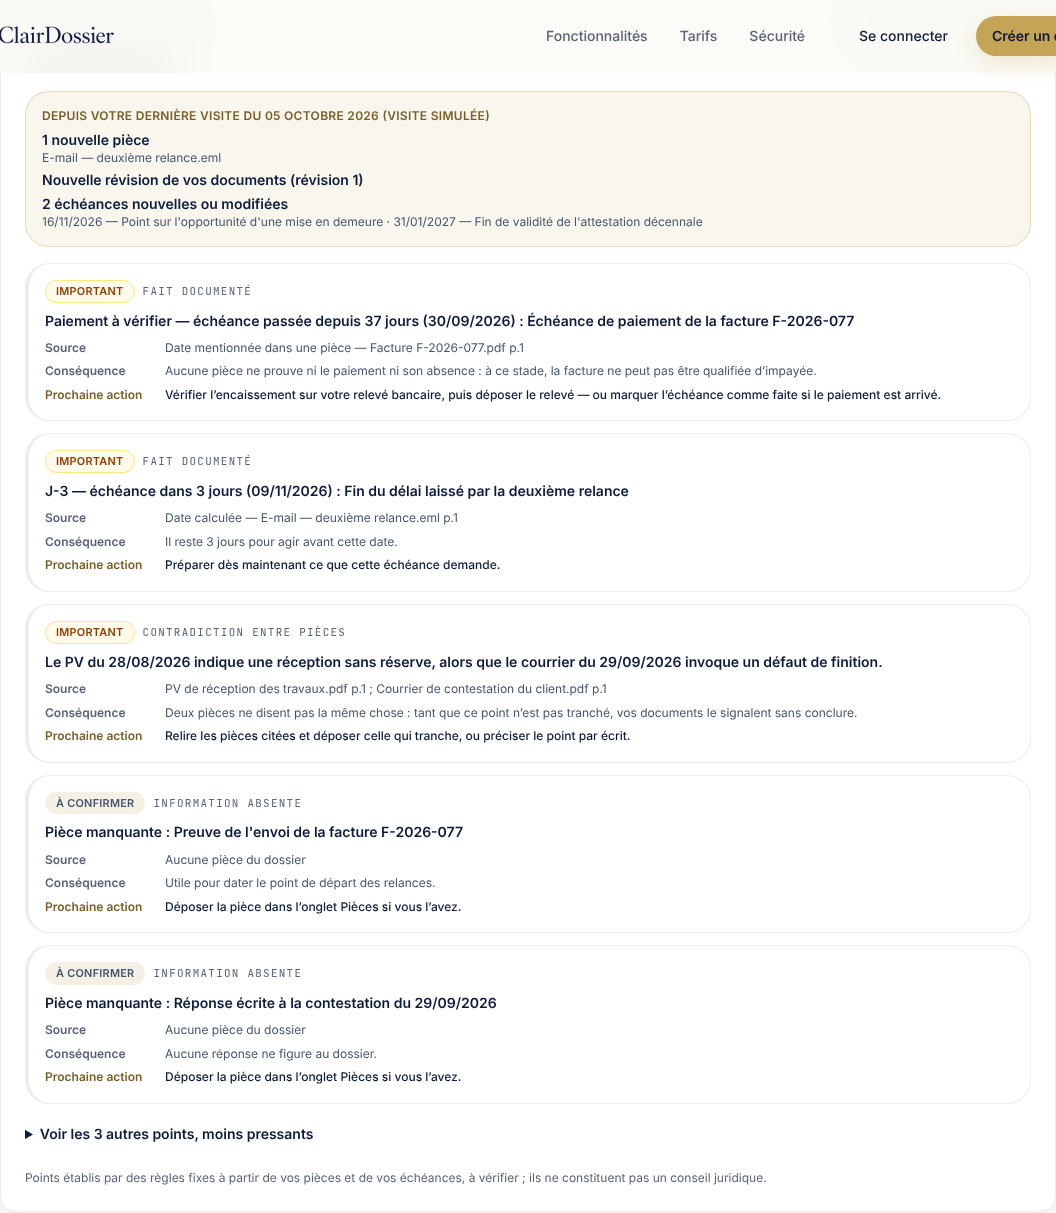 ClairDossier
Fonctionnalités
Tarifs
Sécurité
Se connecter
Créer un
DEPUIS VOTRE DERNIÈRE VISITE DU 05 OCTOBRE 2026 (VISITE SIMULÉE)
1 nouvelle pièce
E-mail — deuxième relance.eml
Nouvelle révision de vos documents (révision 1)
2 échéances nouvelles ou modifiées
16/11/2026 — Point sur l'opportunité d'une mise en demeure · 31/01/2027 — Fin de validité de l'attestation décennale
IMPORTANT FAIT DOCUMENTÉ
Paiement à vérifier — échéance passée depuis 37 jours (30/09/2026) : Échéance de paiement de la facture F-2026-077
Source Date mentionnée dans une pièce — Facture F-2026-077.pdf p.1
Conséquence Aucune pièce ne prouve ni le paiement ni son absence : à ce stade, la facture ne peut pas être qualifiée d’impayée.
Prochaine action Vérifier l’encaissement sur votre relevé bancaire, puis déposer le relevé — ou marquer l’échéance comme faite si le paiement est arrivé.
IMPORTANT FAIT DOCUMENTÉ
J-3 — échéance dans 3 jours (09/11/2026) : Fin du délai laissé par la deuxième relance
Source Date calculée — E-mail — deuxième relance.eml p.1
Conséquence Il reste 3 jours pour agir avant cette date.
Prochaine action Préparer dès maintenant ce que cette échéance demande.
IMPORTANT CONTRADICTION ENTRE PIÈCES
Le PV du 28/08/2026 indique une réception sans réserve, alors que le courrier du 29/09/2026 invoque un défaut de finition.
Source PV de réception des travaux.pdf p.1 ; Courrier de contestation du client.pdf p.1
Conséquence Deux pièces ne disent pas la même chose : tant que ce point n’est pas tranché, vos documents le signalent sans conclure.
Prochaine action Relire les pièces citées et déposer celle qui tranche, ou préciser le point par écrit.
À CONFIRMER INFORMATION ABSENTE
Pièce manquante : Preuve de l'envoi de la facture F-2026-077
Source Aucune pièce du dossier
Conséquence Utile pour dater le point de départ des relances.
Prochaine action Déposer la pièce dans l’onglet Pièces si vous l’avez.
À CONFIRMER INFORMATION ABSENTE
Pièce manquante : Réponse écrite à la contestation du 29/09/2026
Source Aucune pièce du dossier
Conséquence Aucune réponse ne figure au dossier.
Prochaine action Déposer la pièce dans l’onglet Pièces si vous l’avez.
Voir les 3 autres points, moins pressants
Points établis par des règles fixes à partir de vos pièces et de vos échéances, à vérifier ; ils ne constituent pas un conseil juridique.